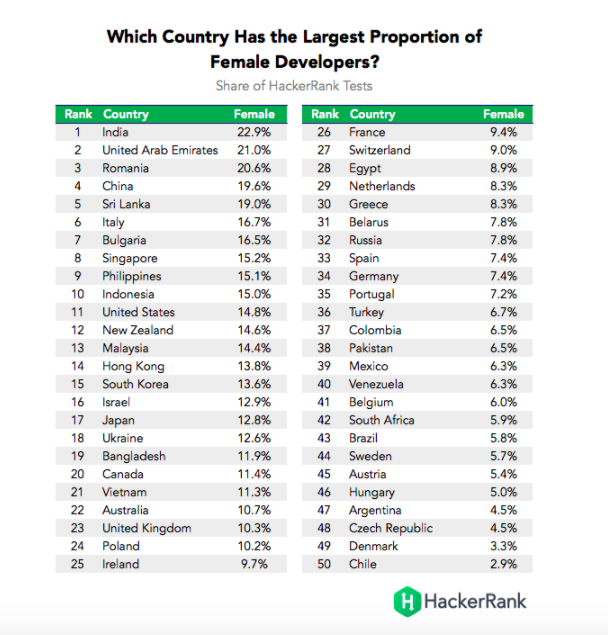 Which Country Has the Largest Proportion of
Female Developers?
Share of HackerRank Tests
Rank Country Female
1 India 22.9%
2 United Arab Emirates 21.0%
3 Romania 20.6%
4 China 19.6%
5 Sri Lanka 19.0%
6 Italy 16.7%
7 Bulgaria 16.5%
8 Singapore 15.2%
9 Philippines 15.1%
10 Indonesia 15.0%
11 United States 14.8%
12 New Zealand 14.6%
13 Malaysia 14.4%
14 Hong Kong 13.8%
15 South Korea 13.6%
16 Israel 12.9%
17 Japan 12.8%
18 Ukraine 12.6%
19 Bangladesh 11.9%
20 Canada 11.4%
21 Vietnam 11.3%
22 Australia 10.7%
23 United Kingdom 10.3%
24 Poland 10.2%
25 Ireland 9.7%
Rank Country Female
26 France 9.4%
27 Switzerland 9.0%
28 Egypt 8.9%
29 Netherlands 8.3%
30 Greece 8.3%
31 Belarus 7.8%
32 Russia 7.8%
33 Spain 7.4%
34 Germany 7.4%
35 Portugal 7.2%
36 Turkey 6.7%
37 Colombia 6.5%
38 Pakistan 6.5%
39 Mexico 6.3%
40 Venezuela 6.3%
41 Belgium 6.0%
42 South Africa 5.9%
43 Brazil 5.8%
44 Sweden 5.7%
45 Austria 5.4%
46 Hungary 5.0%
47 Argentina 4.5%
48 Czech Republic 4.5%
49 Denmark 3.3%
50 Chile 2.9%
H HackerRank